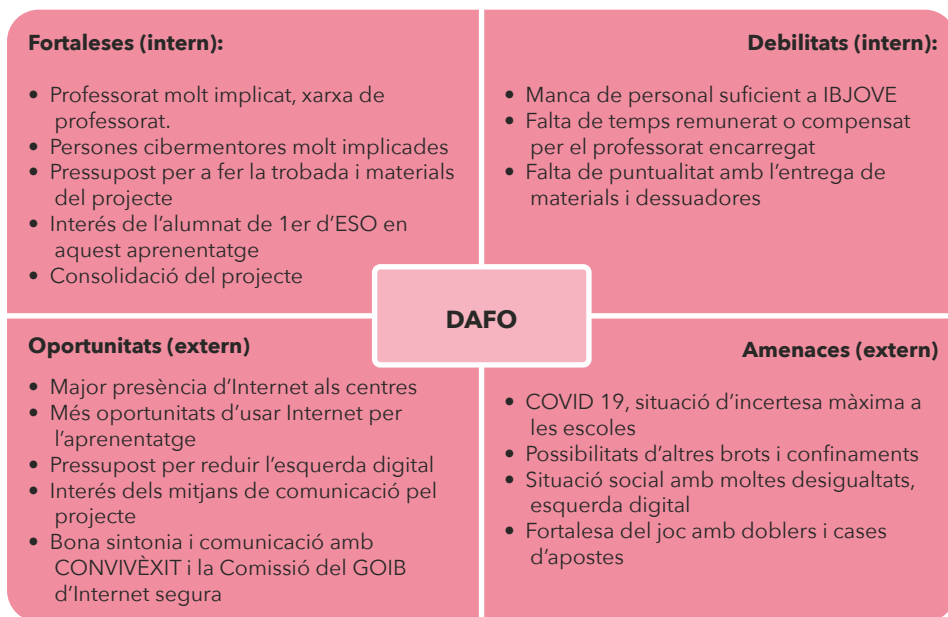 Fortaleses (intern):
• Professorat molt implicat, xarxa de
professorat.
• Persones cibermentores molt implicades
• Pressupost per a fer la trobada i materials
del projecte
• Interés de l'alumnat de 1er d'ESO en
aquest aprenentatge
• Consolidació del projecte
Debilitats (intern):
• Manca de personal suficient a IBJOVE
• Falta de temps remunerat o compensat
per el professorat encarregat
• Falta de puntualitat amb l'entrega de
materials i dessuadores
DAFO
Oportunitats (extern)
• Major presència d'Internet als centres
• Més oportunitats d'usar Internet per
l'aprenentatge
• Pressupost per reduir l'esquerda digital
• Interés dels mitjans de comunicació pel
projecte
• Bona sintonia i comunicació amb
CONVIVÈXIT i la Comissió del GOIB
d'Internet segura
Amenaces (extern)
• COVID 19, situació d'incertesa màxima a
les escoles
• Possibilitats d'altres brots i confinaments
• Situació social amb moltes desigualtats,
esquerda digital
• Fortalesa del joc amb doblers i cases
d'apostes